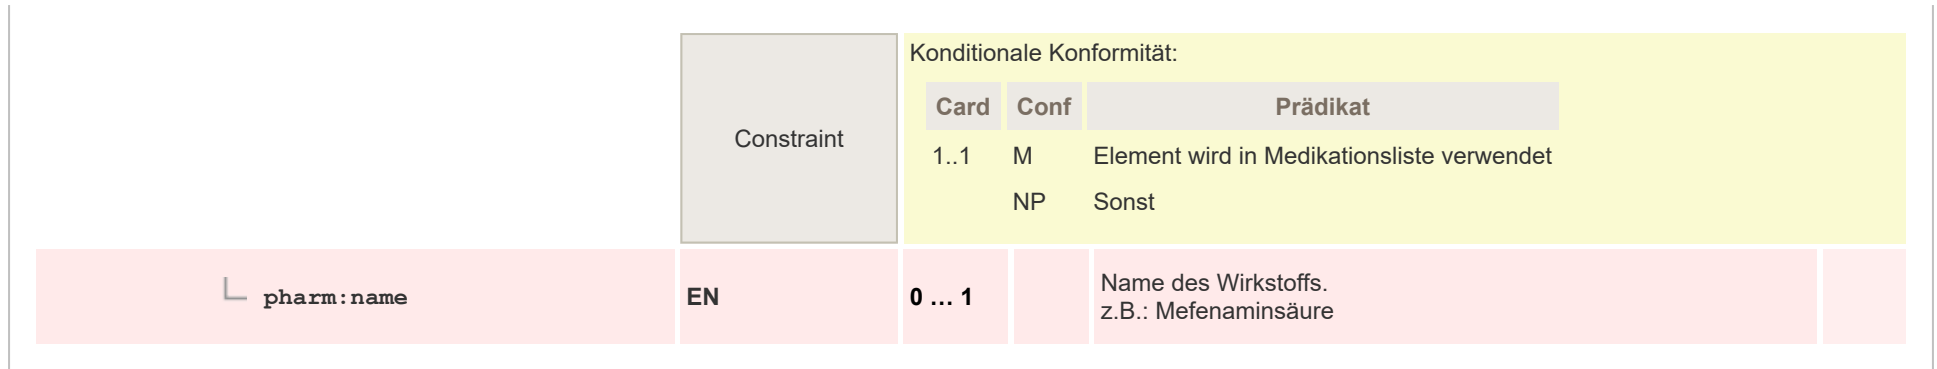 Constraint
Konditionale Konformität:
Card Conf Prädikat
1..1 M Element wird in Medikationsliste verwendet
NP Sonst
pharm:name EN 0 … 1 Name des Wirkstoffs.
z.B.: Mefenaminsäure